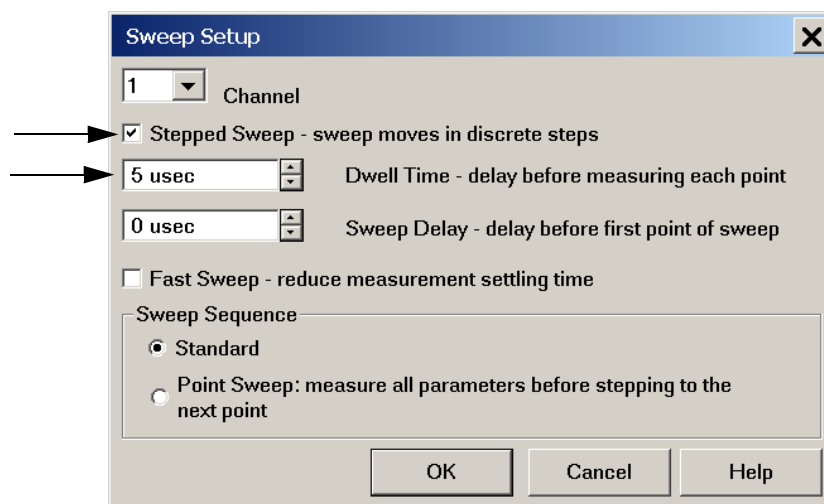 Sweep Setup
1
Channel
Stepped Sweep - sweep moves in discrete steps
5 usec
Dwell Time - delay before measuring each point
0 usec
Sweep Delay - delay before first point of sweep
Fast Sweep - reduce measurement settling time
Sweep Sequence
Standard
Point Sweep: measure all parameters before stepping to the
next point
OK
Cancel
Help